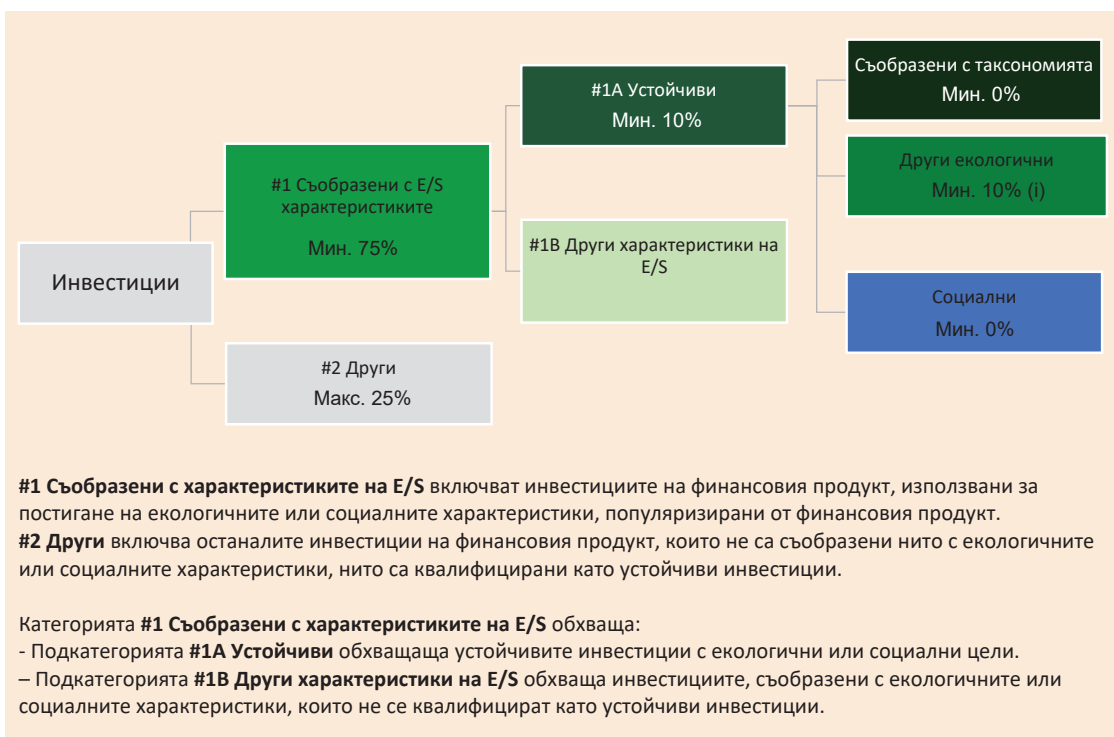 Инвестиции
#1 Съобразени с E/S
характеристиките
Мин. 75%
#2 Други
Макс. 25%
#1A Устойчиви
Мин. 10%
#1B Други характеристики на
E/S
Съобразени с таксономията
Мин. 0%
Други екологични
Мин. 10% (i)
Социални
Мин. 0%
#1 Съобразени с характеристиките на E/S включват инвестициите на финансовия продукт, използвани за
постигане на екологичните или социалните характеристики, популяризирани от финансовия продукт.
#2 Други включва останалите инвестиции на финансовия продукт, които не са съобразени нито с екологичните
или социалните характеристики, нито са квалифицирани като устойчиви инвестиции.
Категорията #1 Съобразени с характеристиките на E/S обхваща:
- Подкатегорията #1A Устойчиви обхващаща устойчивите инвестиции с екологични или социални цели.
– Подкатегорията #1B Други характеристики на E/S обхваща инвестициите, съобразени с екологичните или
социалните характеристики, които не се квалифицират като устойчиви инвестиции.